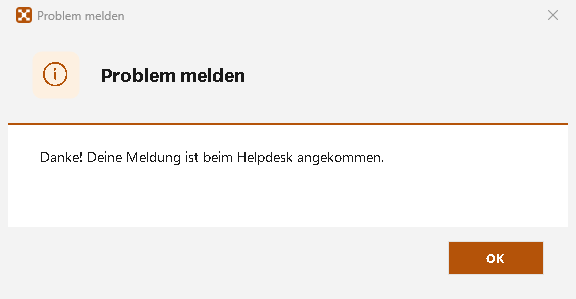 Problem melden
Problem melden
Danke! Deine Meldung ist beim Helpdesk angekommen.
OK